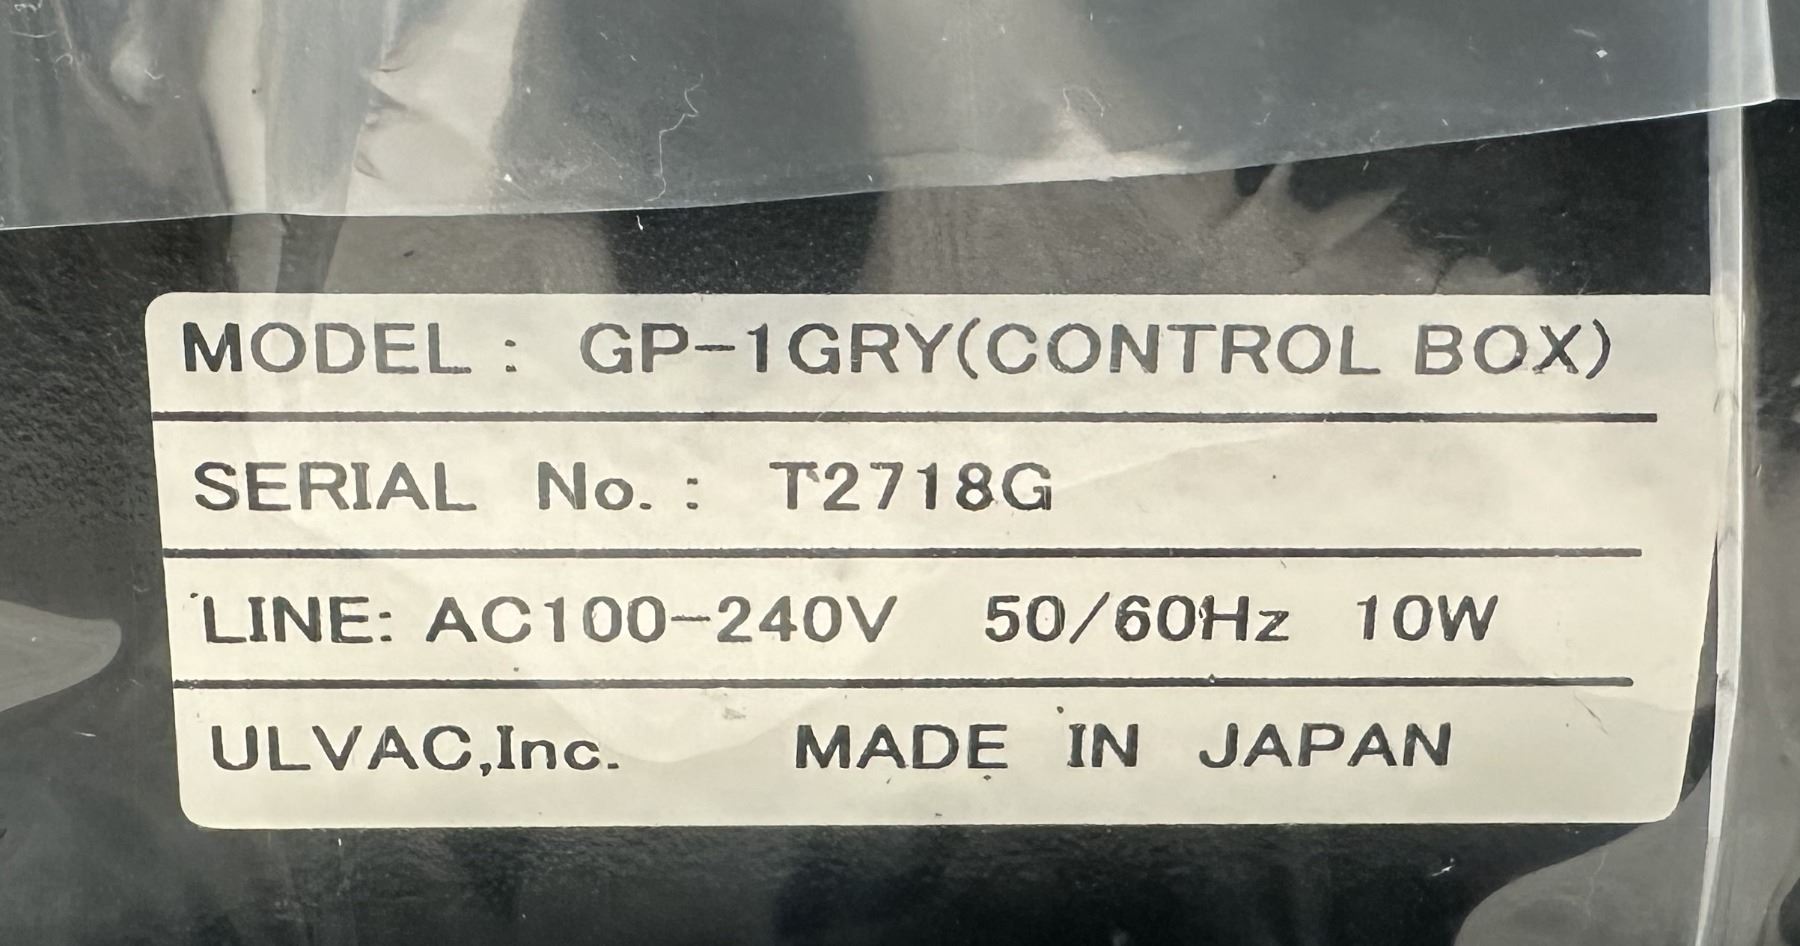 MODEL : GP-1GRY(CONTROL BOX)
SERIAL No. : T2718G
LINE: AC100-240V 50/60Hz 10W
ULVAC,Inc. MADE IN JAPAN